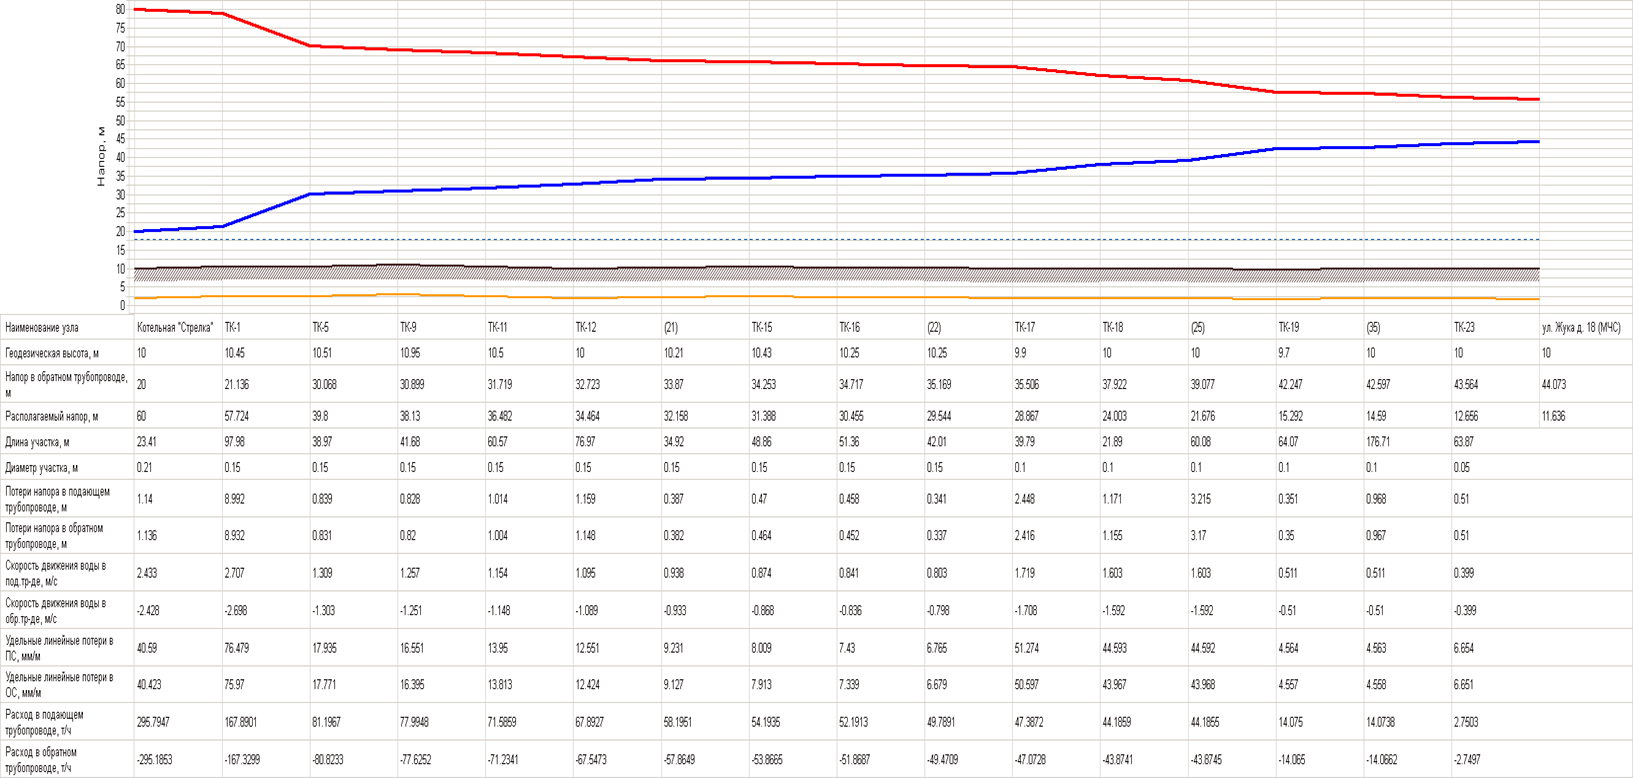 80
75
70
65
60
55
50
45
40
35
30
25
20
15
10
5
0
Напор, м
Наименование узла Котельная "Стрелка" ТК-1 ТК-5 ТК-9 ТК-11 ТК-12 (21) ТК-15 ТК-16 (22) ТК-17 ТК-18 (25) ТК-19 (35) ТК-23 ул. Жука д. 18 (МЧС)
Геодезическая высота, м 10 10.45 10.51 10.95 10.5 10 10.21 10.43 10.25 10.25 9.9 10 10 9.7 10 10 10
Напор в обратном трубопроводе,
м 20 21.136 30.068 30.899 31.719 32.723 33.87 34.253 34.717 35.169 35.506 37.922 39.077 42.247 42.597 43.564 44.073
Располагаемый напор, м 60 57.724 39.8 38.13 36.482 34.464 32.158 31.388 30.455 29.544 28.867 24.003 21.676 15.292 14.59 12.656 11.636
Длина участка, м 23.41 97.98 38.97 41.68 60.57 76.97 34.92 48.86 51.36 42.01 39.79 21.89 60.08 64.07 176.71 63.87
Диаметр участка, м 0.21 0.15 0.15 0.15 0.15 0.15 0.15 0.15 0.15 0.15 0.1 0.1 0.1 0.1 0.1 0.05
Потери напора в подающем
трубопроводе, м 1.14 8.992 0.839 0.828 1.014 1.159 0.387 0.47 0.458 0.341 2.448 1.171 3.215 0.351 0.968 0.51
Потери напора в обратном
трубопроводе, м 1.136 8.932 0.831 0.82 1.004 1.148 0.382 0.464 0.452 0.337 2.416 1.155 3.17 0.35 0.967 0.51
Скорость движения воды в
под.тр-де, м/с 2.433 2.707 1.309 1.257 1.154 1.095 0.938 0.874 0.841 0.803 1.719 1.603 1.603 0.511 0.511 0.399
Скорость движения воды в
обр.тр-де, м/с -2.428 -2.698 -1.303 -1.251 -1.148 -1.089 -0.933 -0.868 -0.836 -0.798 -1.708 -1.592 -1.592 -0.51 -0.51 -0.399
Удельные линейные потери в
ПС, мм/м 40.59 76.479 17.935 16.551 13.95 12.551 9.231 8.009 7.43 6.765 51.274 44.593 44.592 4.564 4.563 6.654
Удельные линейные потери в
ОС, мм/м 40.423 75.97 17.771 16.395 13.813 12.424 9.127 7.913 7.339 6.679 50.597 43.967 43.968 4.557 4.558 6.651
Расход в подающем
трубопроводе, т/ч 295.7947 167.8901 81.1967 77.9948 71.5859 67.8927 58.1951 54.1935 52.1913 49.7891 47.3872 44.1859 44.1855 14.075 14.0738 2.7503
Расход в обратном
трубопроводе, т/ч -295.1853 -167.3299 -80.8233 -77.6252 -71.2341 -67.5473 -57.8649 -53.8665 -51.8687 -49.4709 -47.0728 -43.8741 -43.8745 -14.065 -14.0662 -2.7497